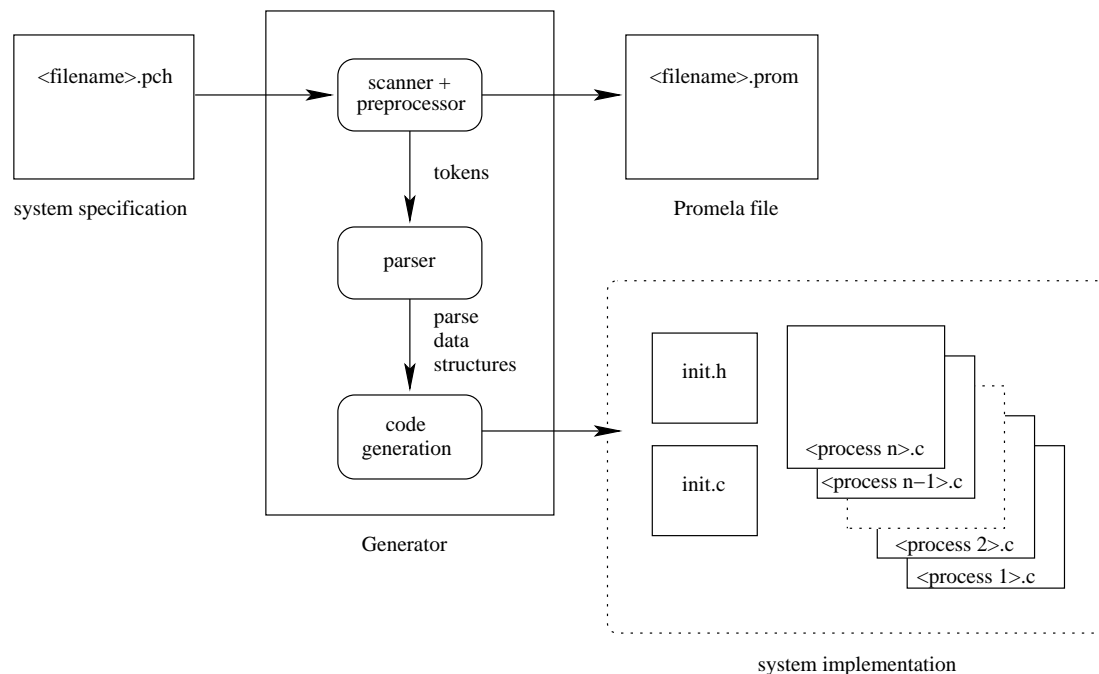 <filename>.pch
scanner +
preprocessor
<filename>.prom
tokens
system specification
Promela file
parser
parse
data
structures
init.h
code
generation
<process n>.c
<process n−1>.c
init.c
<process 2>.c
Generator
<process 1>.c
system implementation